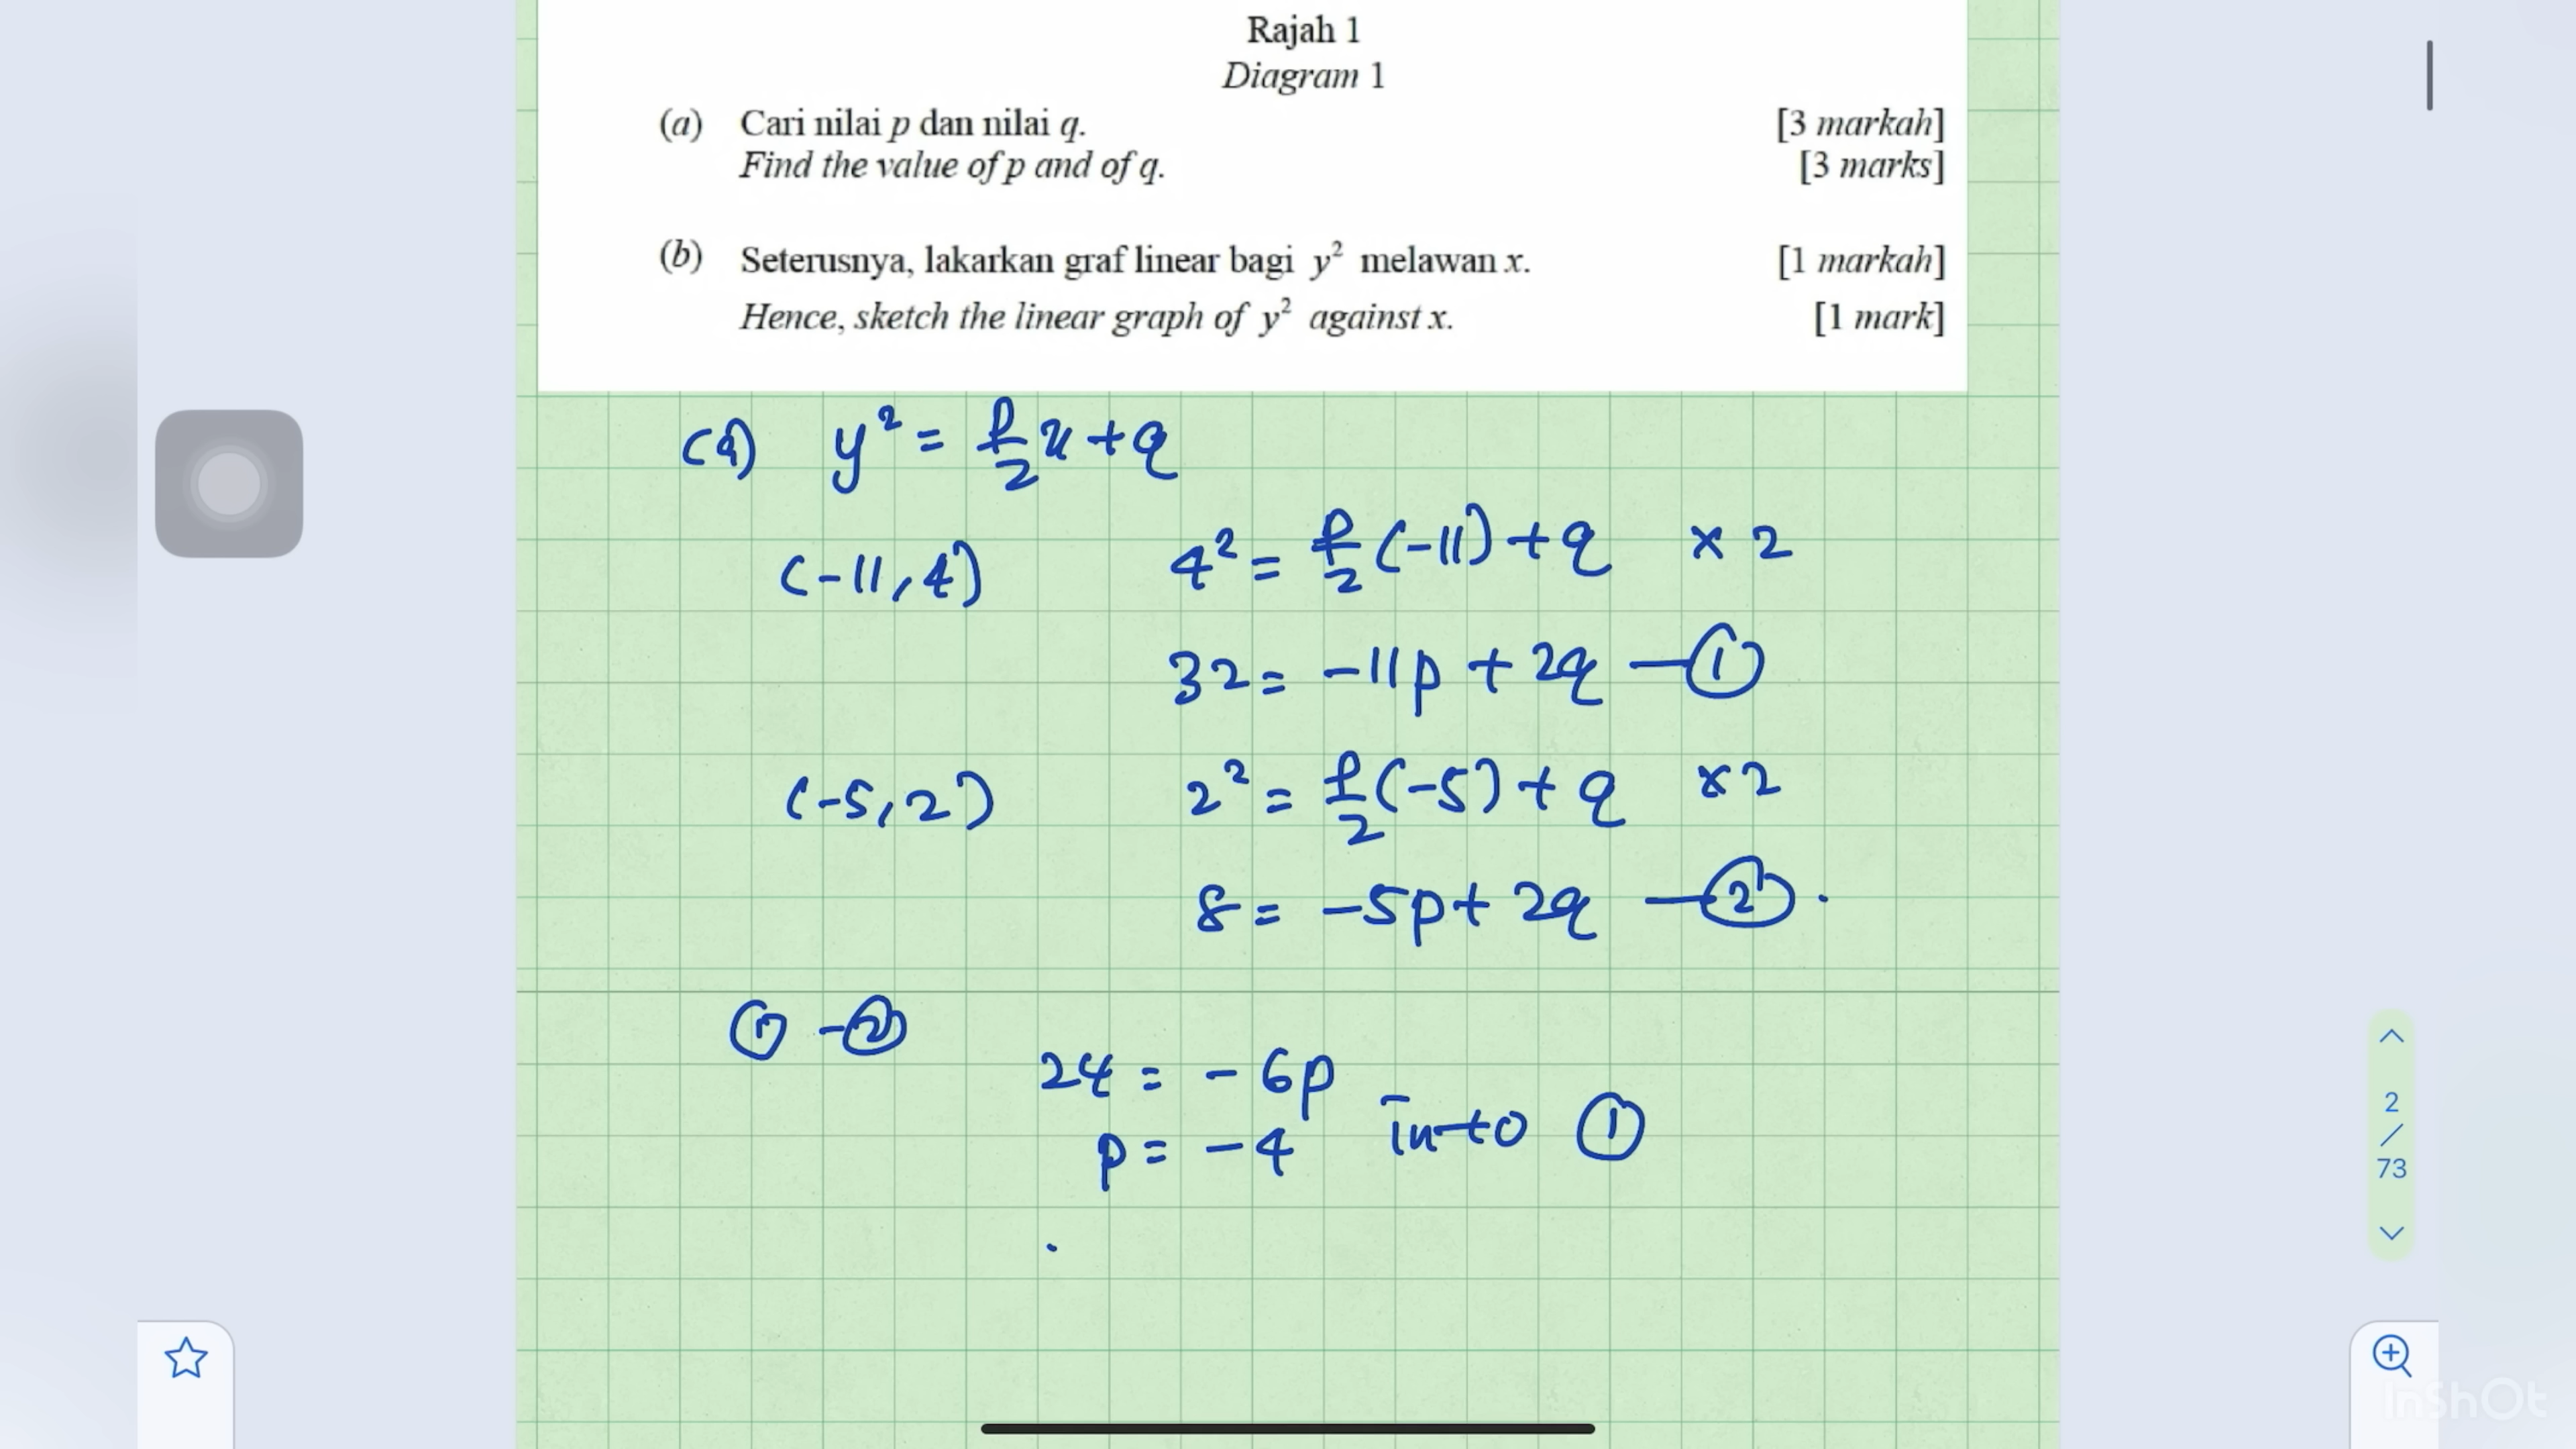 Rajah 1
Diagram 1
(a) Cari nilai p dan nilai q. [3 markah]
Find the value of p and of q. [3 marks]
(b) Seterusnya, lakarkan graf linear bagi y² melawan x. [1 markah]
Hence, sketch the linear graph of y² against x. [1 mark]
(a) y² = p/2 x + q
(-11, 4) 4² = p/2 (-11) + q × 2
32 = -11p + 2q — ①
(-5, 2) 2² = p/2 (-5) + q × 2
8 = -5p + 2q — ②
① - ②
24 = -6p
p = -4 into ①
2
/
73
InShOt